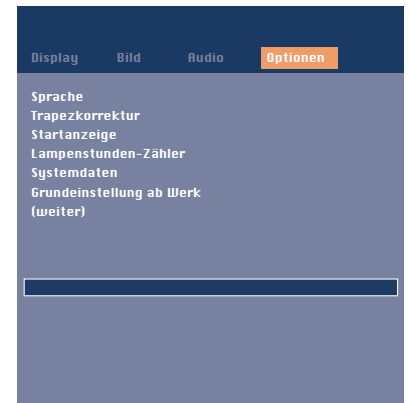 Display Bild Audio Optionen
Sprache
Trapezkorrektur
Startanzeige
Lampenstunden-Zähler
Systemdaten
Grundeinstellung ab Werk
(weiter)